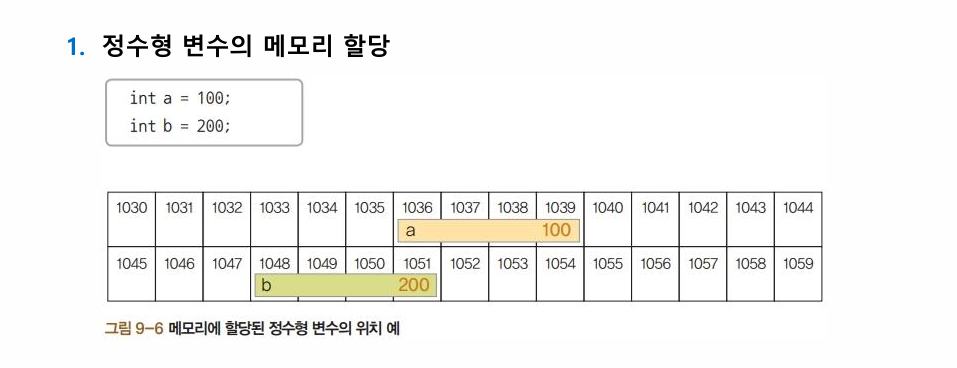 1. 정수형 변수의 메모리 할당
int a = 100;
int b = 200;
1030 1031 1032 1033 1034 1035 1036 1037 1038 1039 1040 1041 1042 1043 1044
a 100
1045 1046 1047 1048 1049 1050 1051 1052 1053 1054 1055 1056 1057 1058 1059
b 200
그림 9-6 메모리에 할당된 정수형 변수의 위치 예